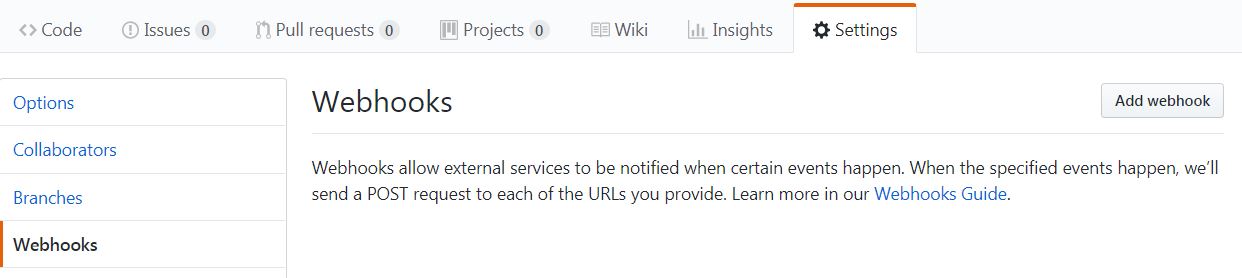 Code Issues 0 Pull requests 0 Projects 0 Wiki Insights Settings
Options
Collaborators
Branches
Webhooks
Webhooks
Add webhook
Webhooks allow external services to be notified when certain events happen. When the specified events happen, we’ll
send a POST request to each of the URLs you provide. Learn more in our Webhooks Guide.